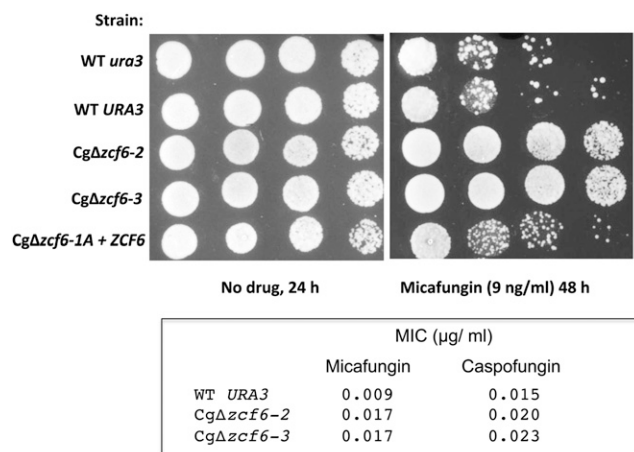 Strain:
WT ura3
WT URA3
CgΔzcf6-2
CgΔzcf6-3
CgΔzcf6-1A + ZCF6
No drug, 24 h Micafungin (9 ng/ml) 48 h
MIC (µg/ ml)
Micafungin Caspofungin
WT URA3 0.009 0.015
CgΔzcf6-2 0.017 0.020
CgΔzcf6-3 0.017 0.023